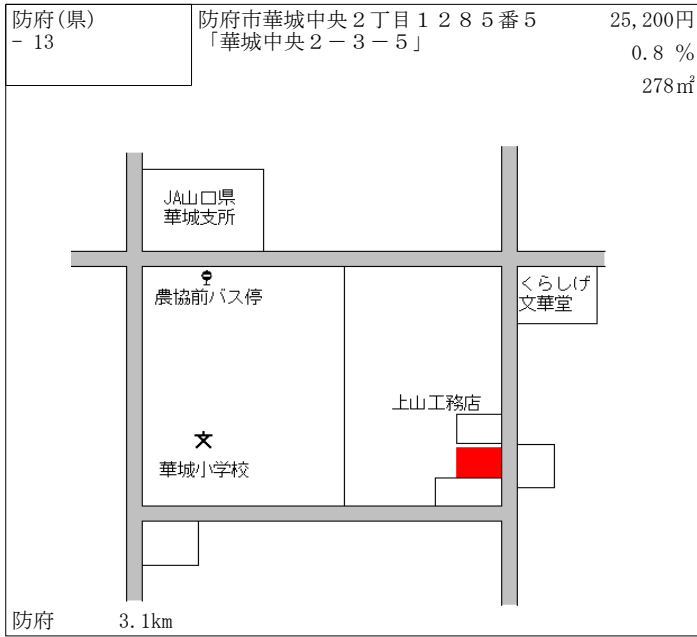 防府(県)
- 13
防府市華城中央２丁目１２８５番５
「華城中央２－３－５」
25,200円
0.8 %
278㎡
JA山口県
華城支所
農協前バス停
くらしげ
文華堂
上山工務店
文
華城小学校
防府 3.1km